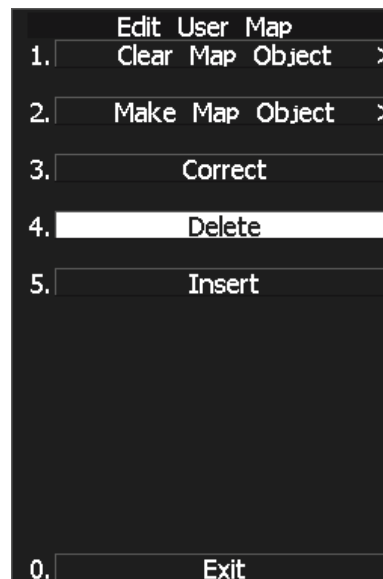 Edit User Map
1. Clear Map Object >
2. Make Map Object >
3. Correct
4. Delete
5. Insert
0. Exit